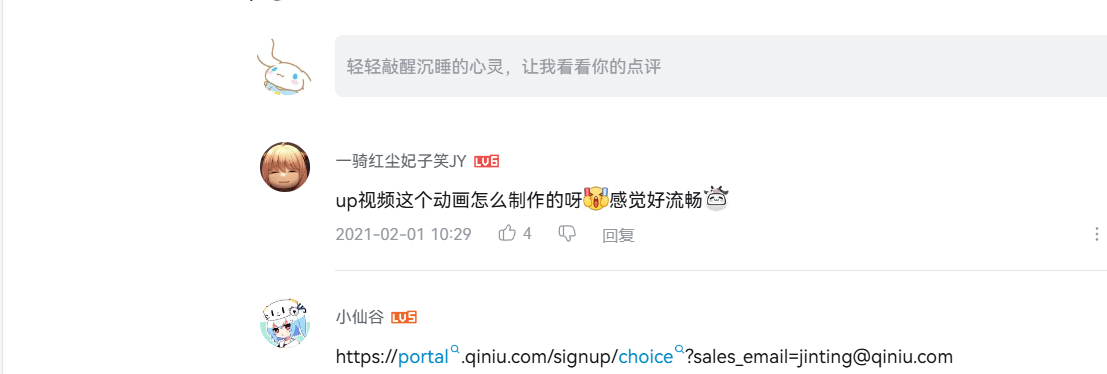 轻轻敲醒沉睡的心灵，让我看看你的点评
一骑红尘妃子笑JY LV6
up视频这个动画怎么制作的呀感觉好流畅
2021-02-01 10:29 4 回复
小仙谷 LV5
https://portal.qiniu.com/signup/choice?sales_email=jinting@qiniu.com